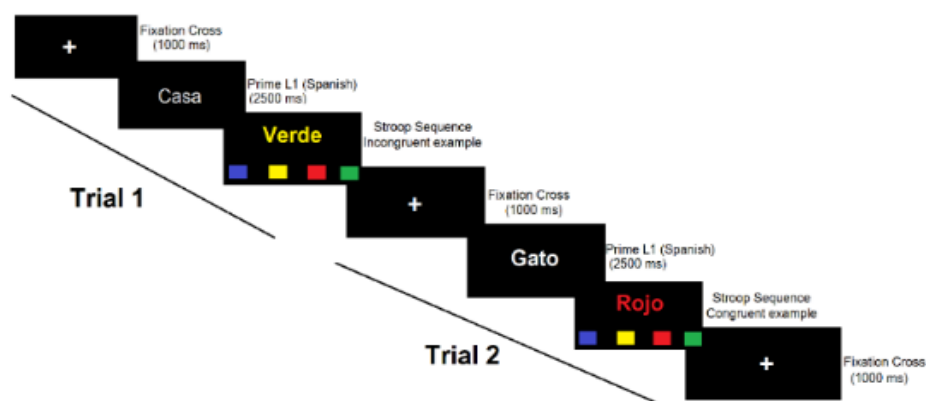 +
Fixation Cross
(1000 ms)
Casa
Prime L1 (Spanish)
(2500 ms)
Verde
Stroop Sequence
Incongruent example
Trial 1
+
Fixation Cross
(1000 ms)
Gato
Prime L1 (Spanish)
(2500 ms)
Rojo
Stroop Sequence
Congruent example
Trial 2
+
Fixation Cross
(1000 ms)